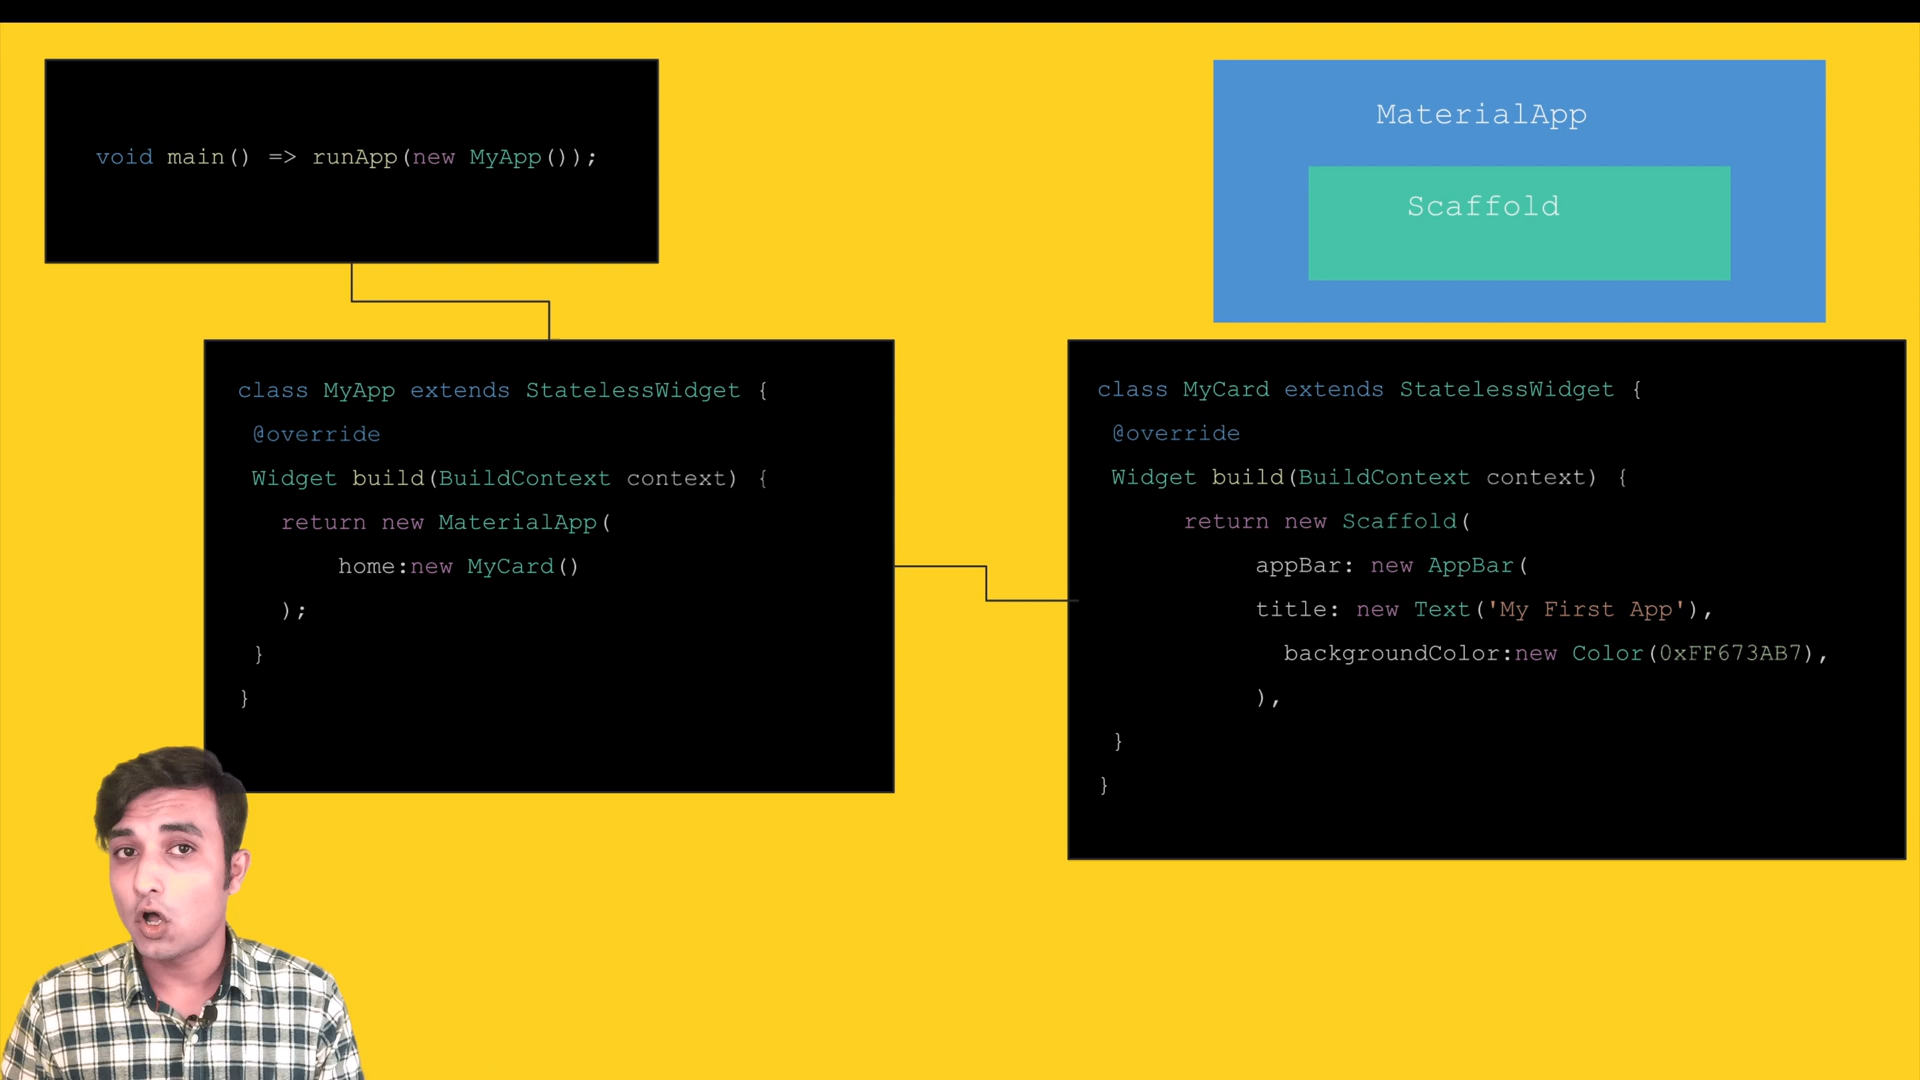 void main() => runApp(new MyApp());
MaterialApp
Scaffold
class MyApp extends StatelessWidget {
@override
Widget build(BuildContext context) {
return new MaterialApp(
home:new MyCard()
);
}
}
class MyCard extends StatelessWidget {
@override
Widget build(BuildContext context) {
return new Scaffold(
appBar: new AppBar(
title: new Text('My First App'),
backgroundColor:new Color(0xFF673AB7),
),
}
}